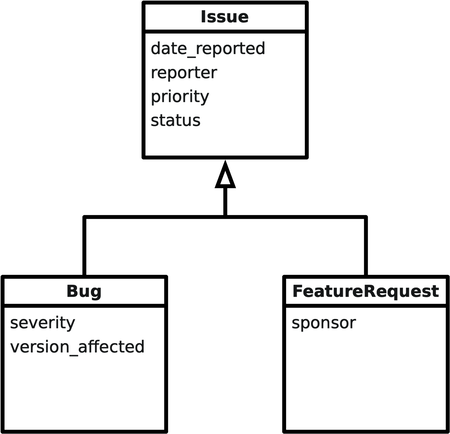 Issue
date_reported
reporter
priority
status
Bug
severity
version_affected
FeatureRequest
sponsor